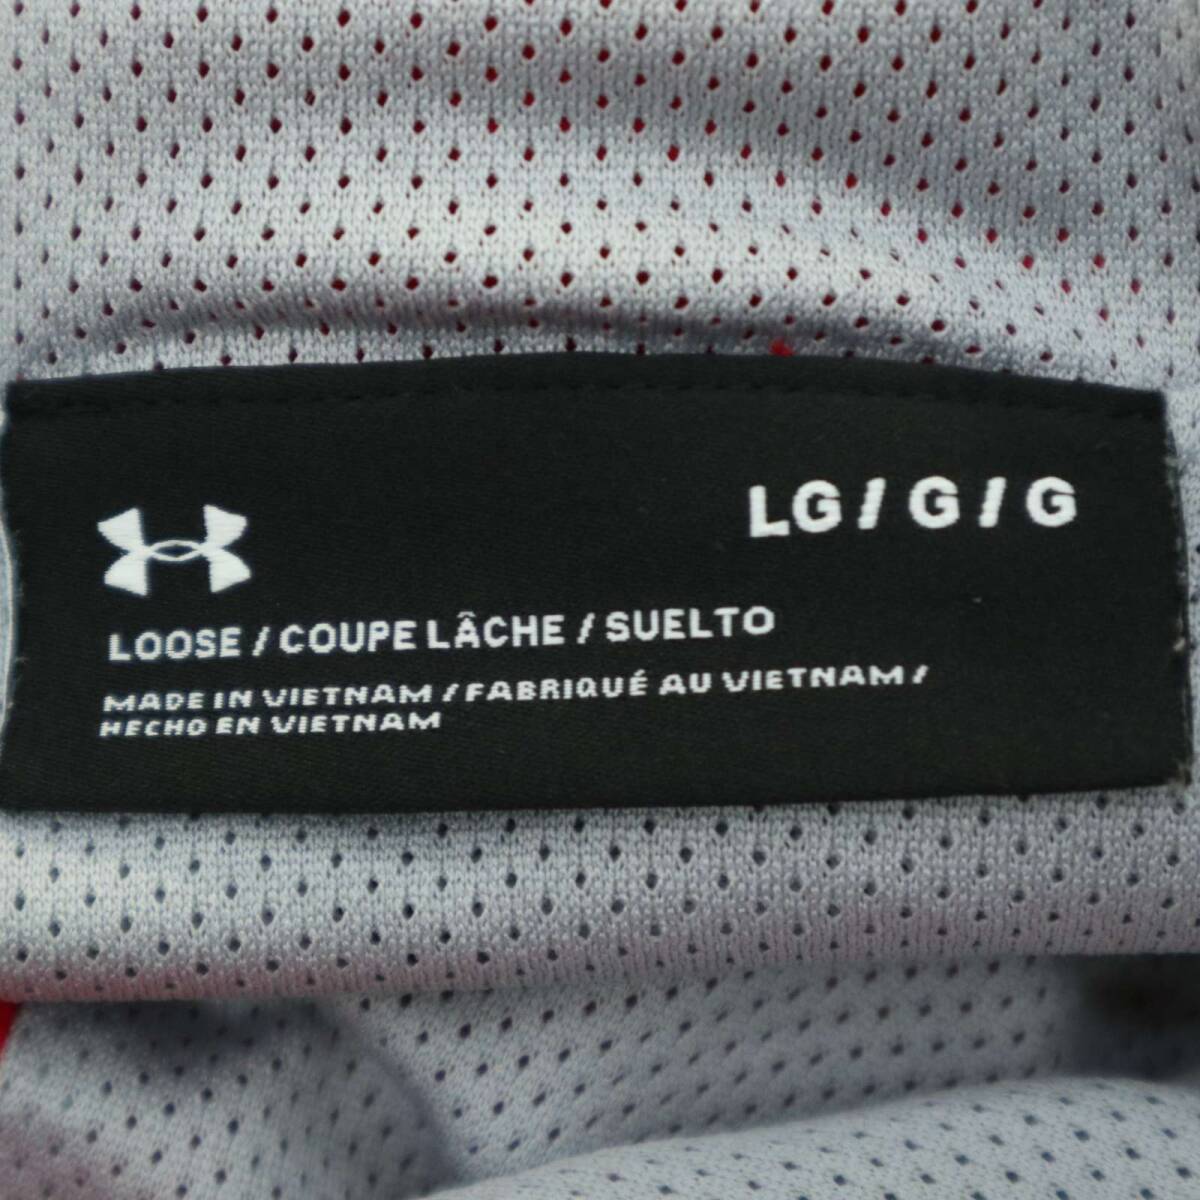 LG / G / G
LOOSE / COUPE LÂCHE / SUELTO
MADE IN VIETNAM / FABRIQUÉ AU VIETNAM /
HECHO EN VIETNAM